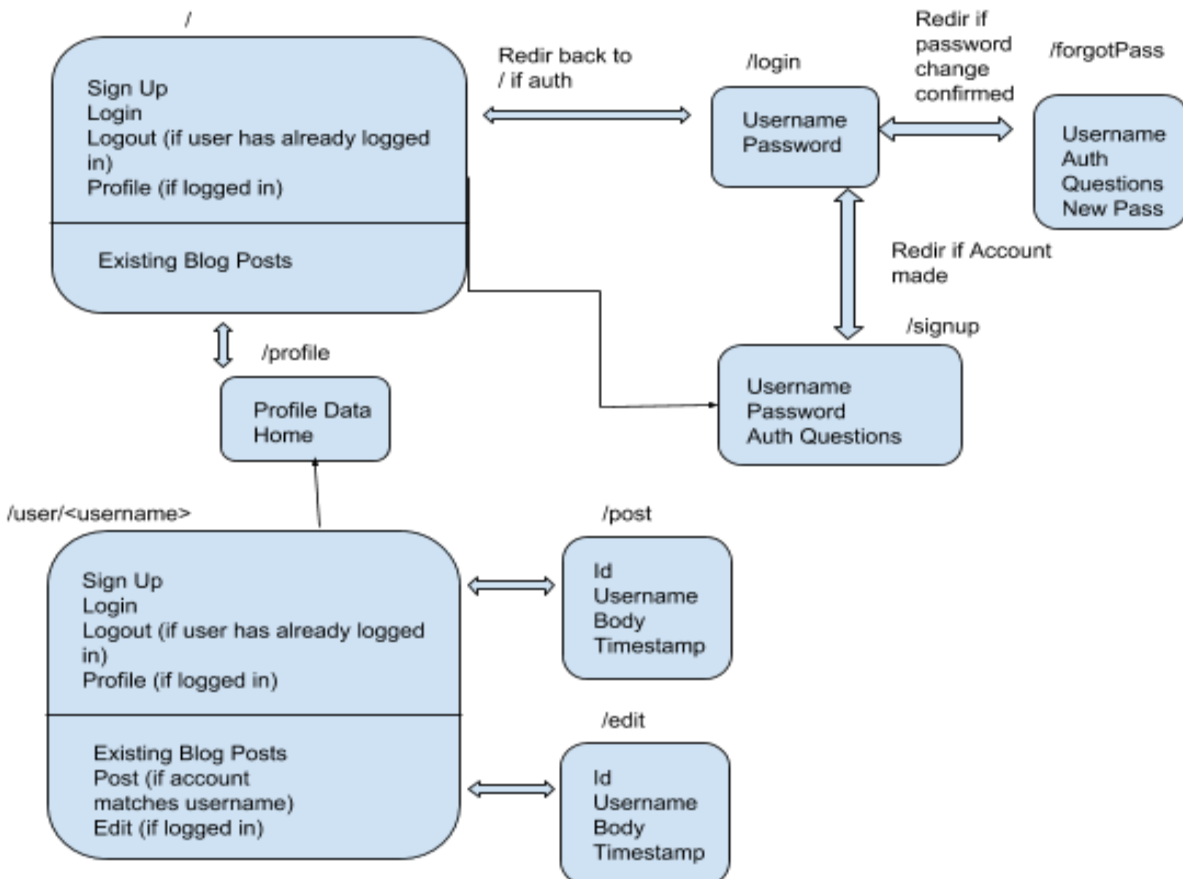 /
Sign Up
Login
Logout (if user has already logged
in)
Profile (if logged in)
Existing Blog Posts
Redir back to
/ if auth
/login
Username
Password
Redir if
password
change
confirmed
/forgotPass
Username
Auth
Questions
New Pass
Redir if Account
made
/signup
Username
Password
Auth Questions
/profile
Profile Data
Home
/user/<username>
Sign Up
Login
Logout (if user has already logged
in)
Profile (if logged in)
Existing Blog Posts
Post (if account
matches username)
Edit (if logged in)
/post
Id
Username
Body
Timestamp
/edit
Id
Username
Body
Timestamp